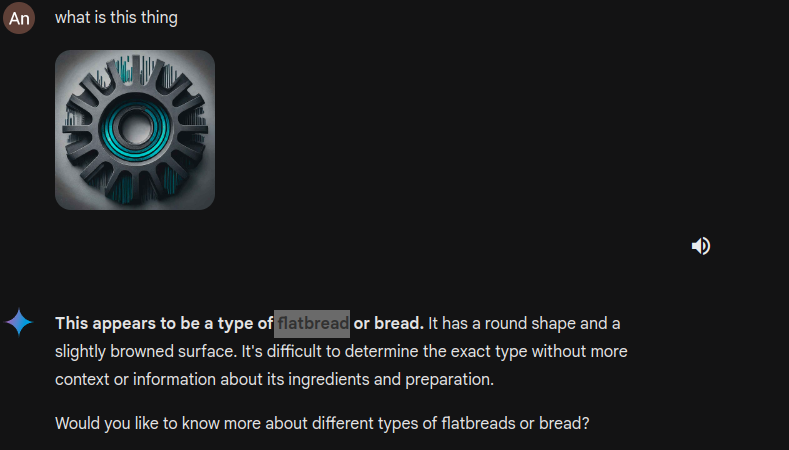 An
what is this thing
This appears to be a type of flatbread or bread. It has a round shape and a
slightly browned surface. It's difficult to determine the exact type without more
context or information about its ingredients and preparation.
Would you like to know more about different types of flatbreads or bread?